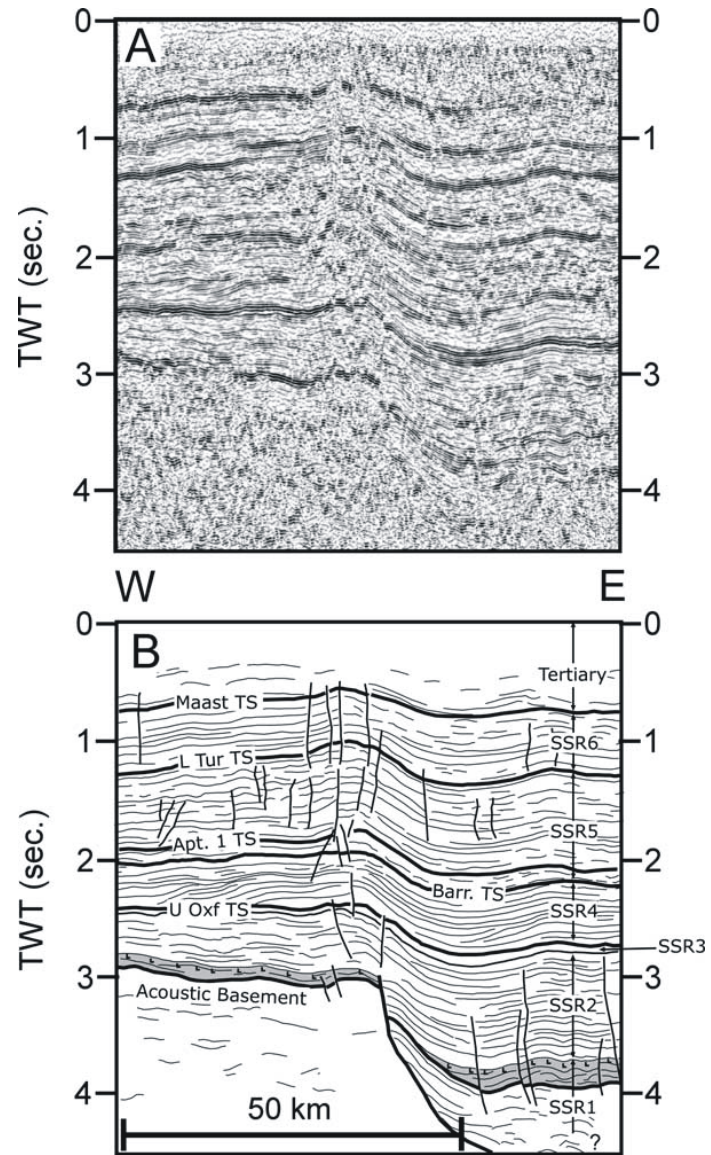 A
0
0
1
1
2
2
3
3
4
4
TWT (sec.)
W
E
B
0
0
1
1
2
2
3
3
4
4
TWT (sec.)
Tertiary
Maast TS
SSR6
L Tur TS
SSR5
Apt. 1 TS
Barr. TS
SSR4
U Oxf TS
SSR3
Acoustic Basement
SSR2
50 km
SSR1
?